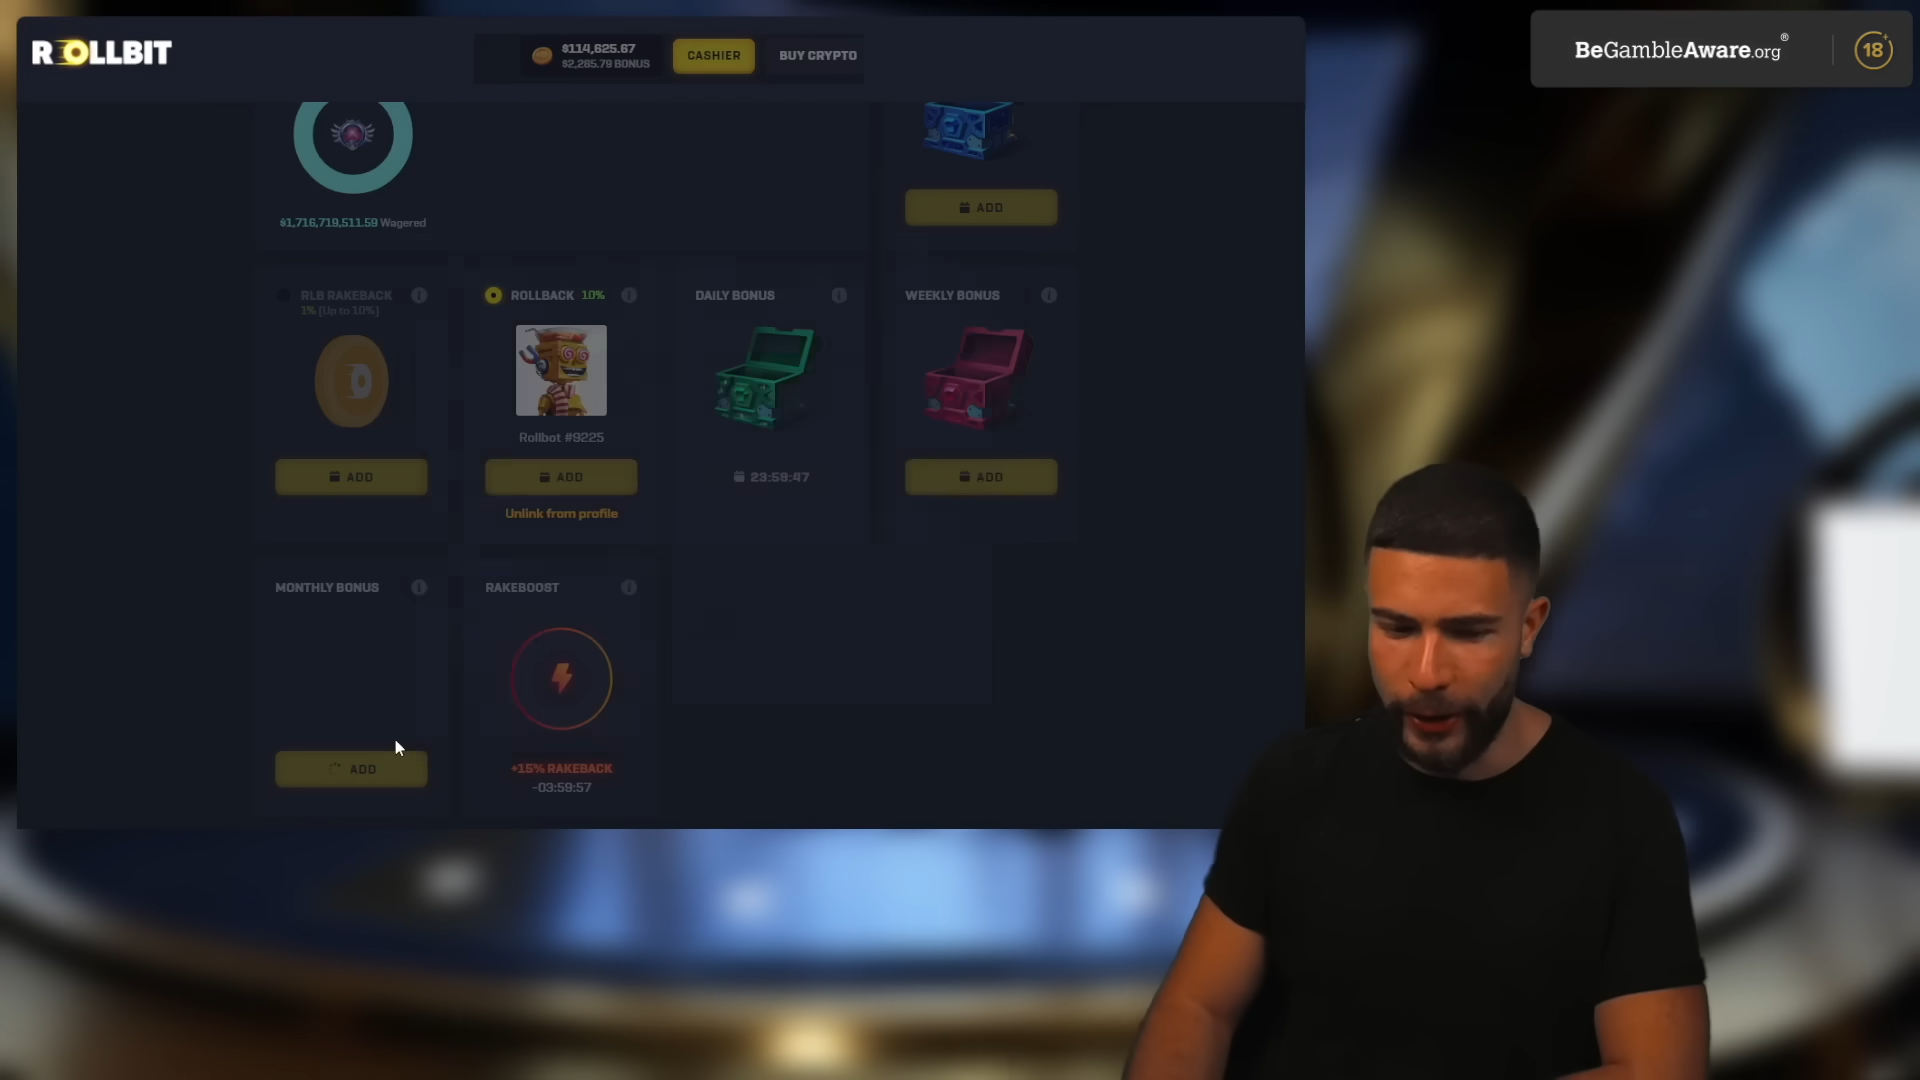 ROLLBIT
$114,625.67
$2,285.79 BONUS
CASHIER
BUY CRYPTO
BeGambleAware.org®
18+
$1,716,719,511.59 Wagered
ADD
RLB RAKEBACK
1% (Up to 10%)
ADD
ROLLBACK 10%
Rollbot #9225
ADD
Unlink from profile
DAILY BONUS
23:59:47
WEEKLY BONUS
ADD
MONTHLY BONUS
ADD
RAKEBOOST
+15% RAKEBACK
-03:59:57